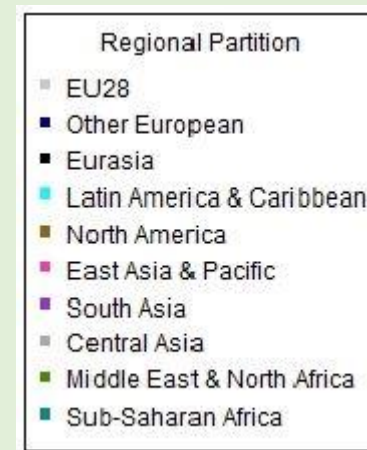 Regional Partition
EU28
Other European
Eurasia
Latin America & Caribbean
North America
East Asia & Pacific
South Asia
Central Asia
Middle East & North Africa
Sub-Saharan Africa